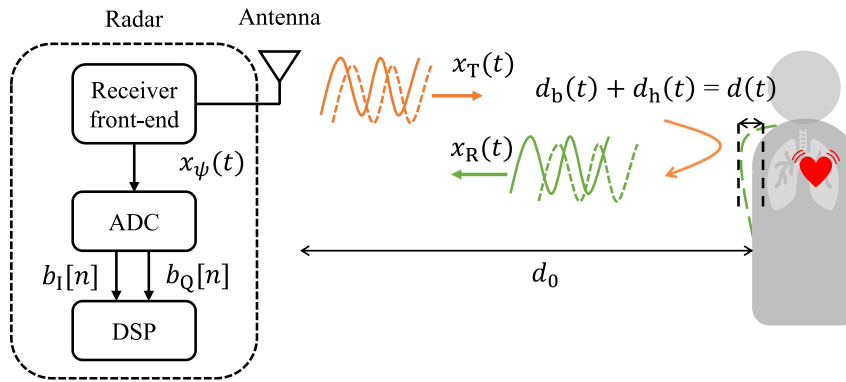 Radar
Antenna
Receiver
front-end
x_ψ(t)
ADC
b_I[n]
b_Q[n]
DSP
x_T(t)
d_b(t) + d_h(t) = d(t)
x_R(t)
d_0